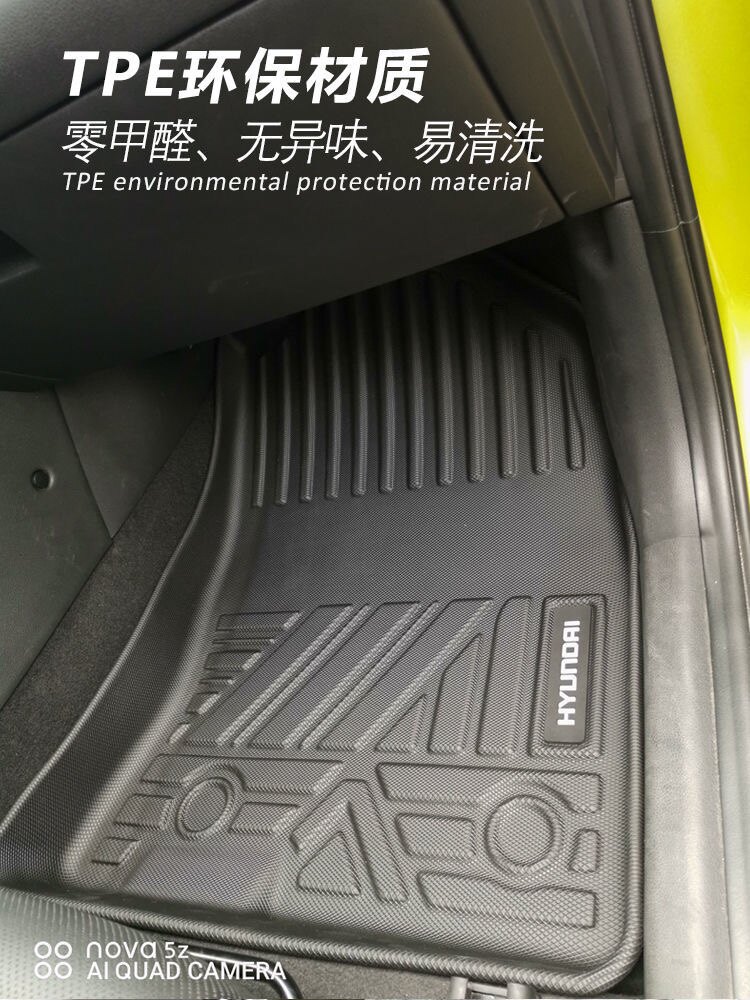 TPE环保材质
零甲醛、无异味、易清洗
TPE environmental protection material
HYUNDAI
nova 5z
AI QUAD CAMERA